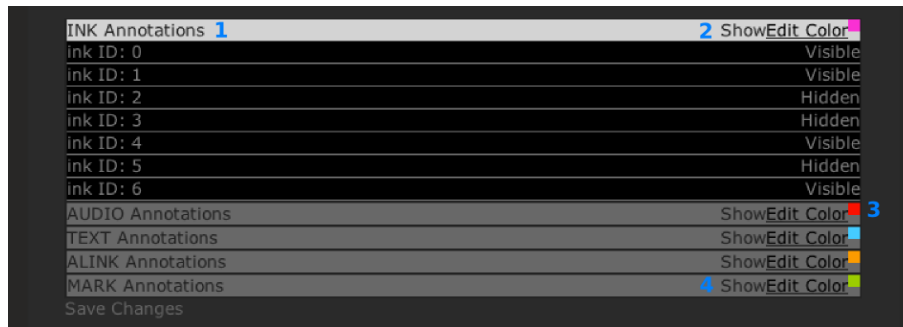 INK Annotations 1 2 ShowEdit Color
ink ID: 0 Visible
ink ID: 1 Visible
ink ID: 2 Hidden
ink ID: 3 Hidden
ink ID: 4 Visible
ink ID: 5 Hidden
ink ID: 6 Visible
AUDIO Annotations ShowEdit Color 3
TEXT Annotations ShowEdit Color
ALINK Annotations ShowEdit Color
MARK Annotations 4 ShowEdit Color
Save Changes